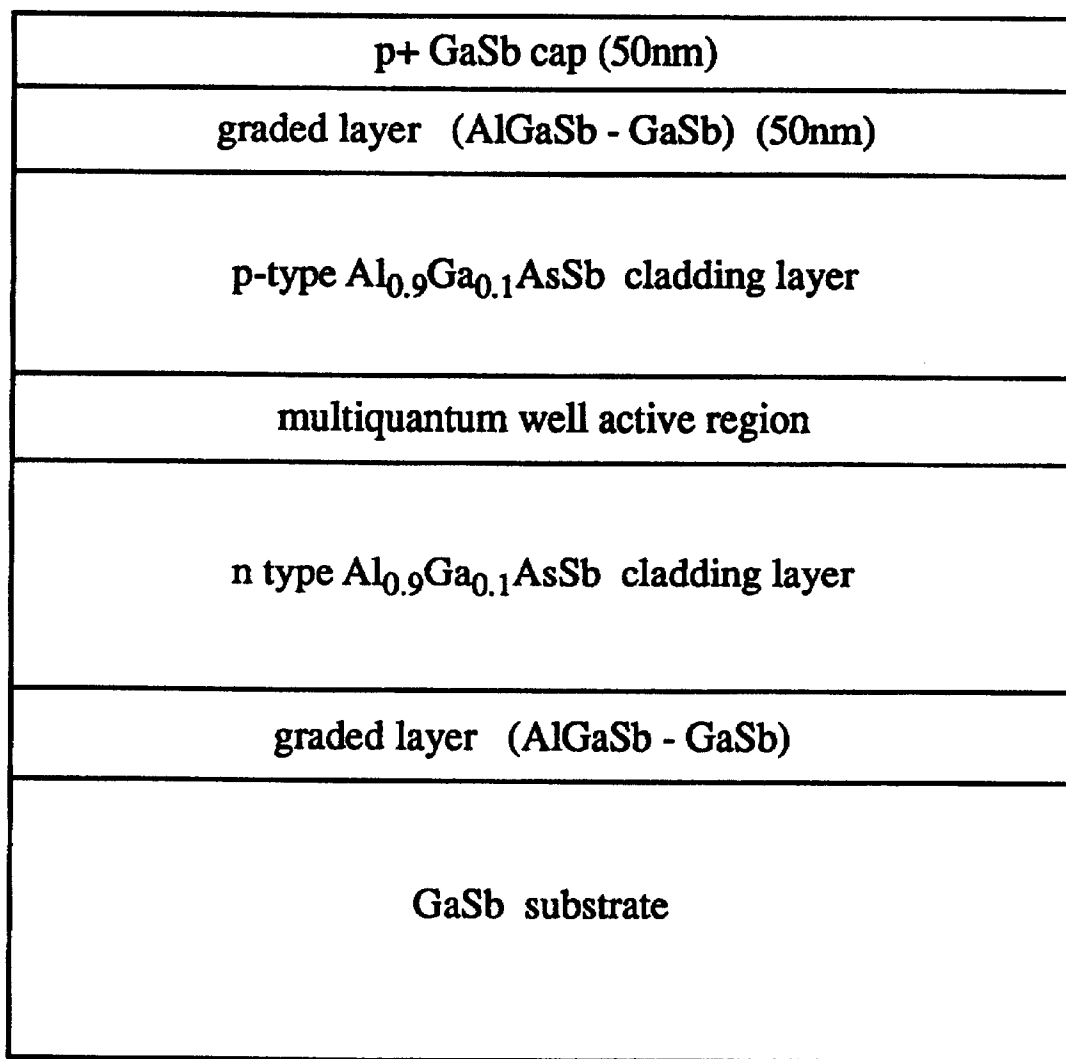 p+ GaSb cap (50nm)
graded layer (AlGaSb - GaSb) (50nm)
p-type Al0.9Ga0.1AsSb cladding layer
multiquantum well active region
n type Al0.9Ga0.1AsSb cladding layer
graded layer (AlGaSb - GaSb)
GaSb substrate